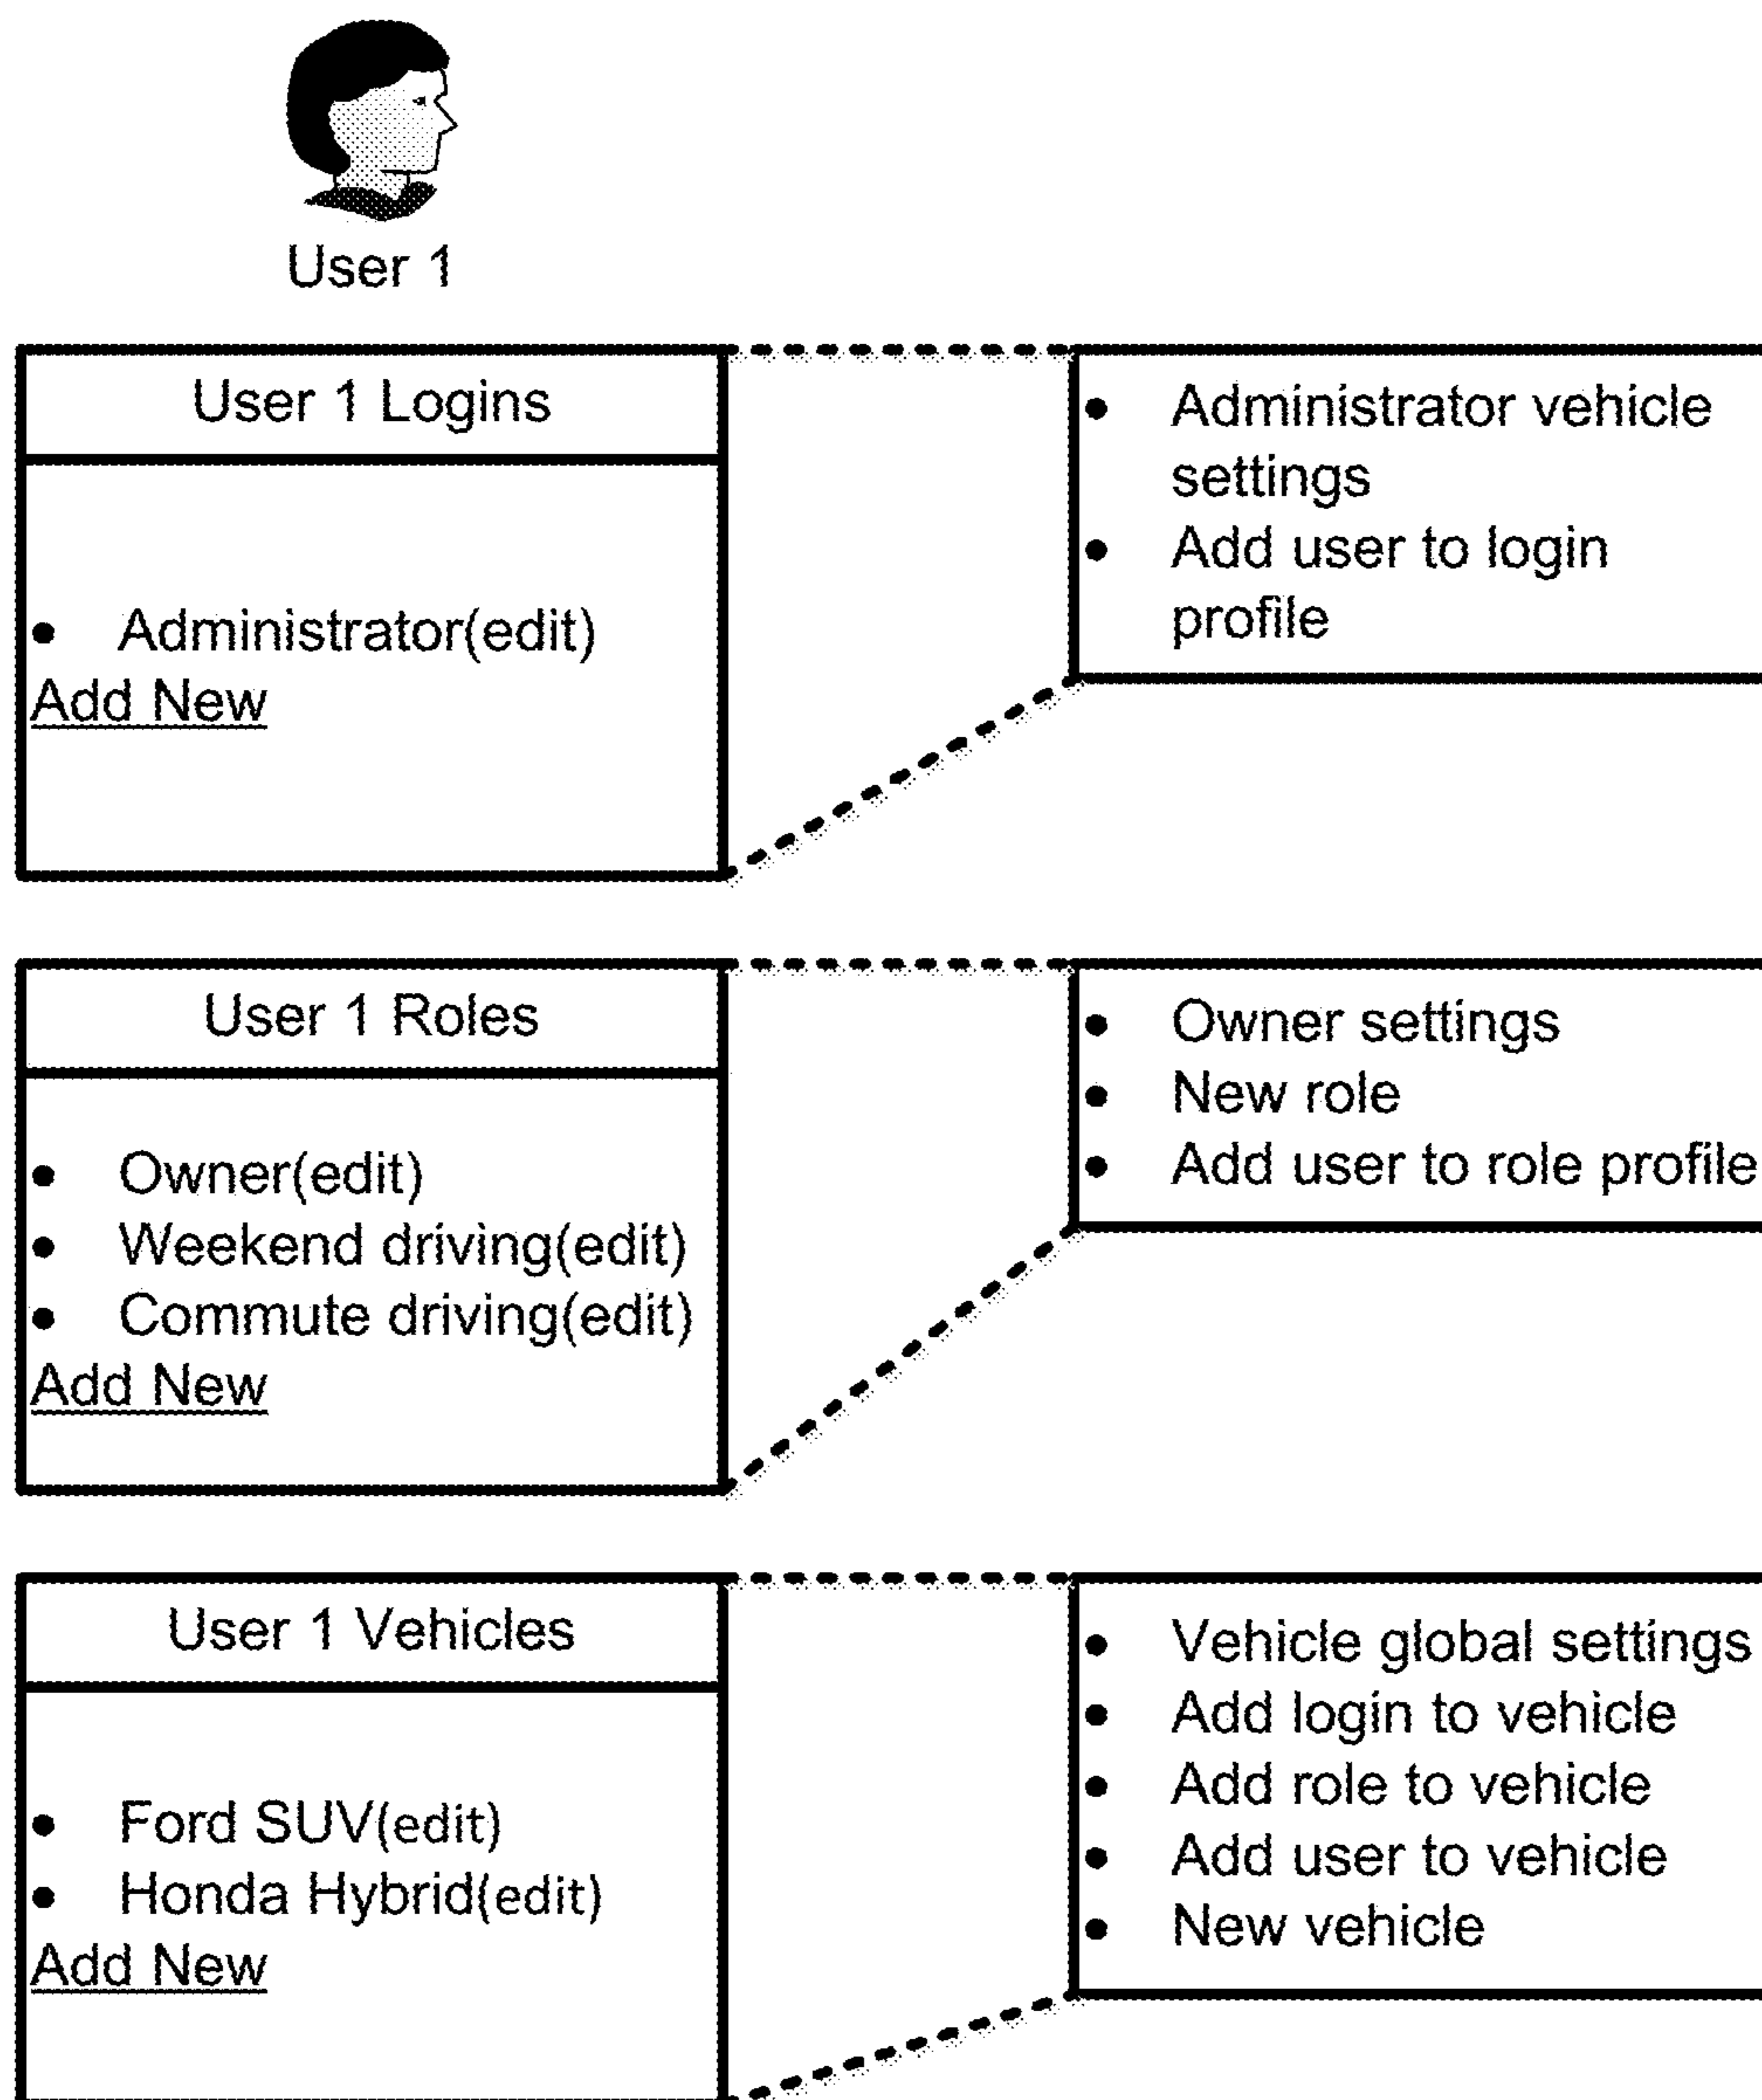 User 1
User 1 Logins
• Administrator(edit)
Add New
• Administrator vehicle
settings
• Add user to login
profile
User 1 Roles
• Owner(edit)
• Weekend driving(edit)
• Commute driving(edit)
Add New
• Owner settings
• New role
• Add user to role profile
User 1 Vehicles
• Ford SUV(edit)
• Honda Hybrid(edit)
Add New
• Vehicle global settings
• Add login to vehicle
• Add role to vehicle
• Add user to vehicle
• New vehicle